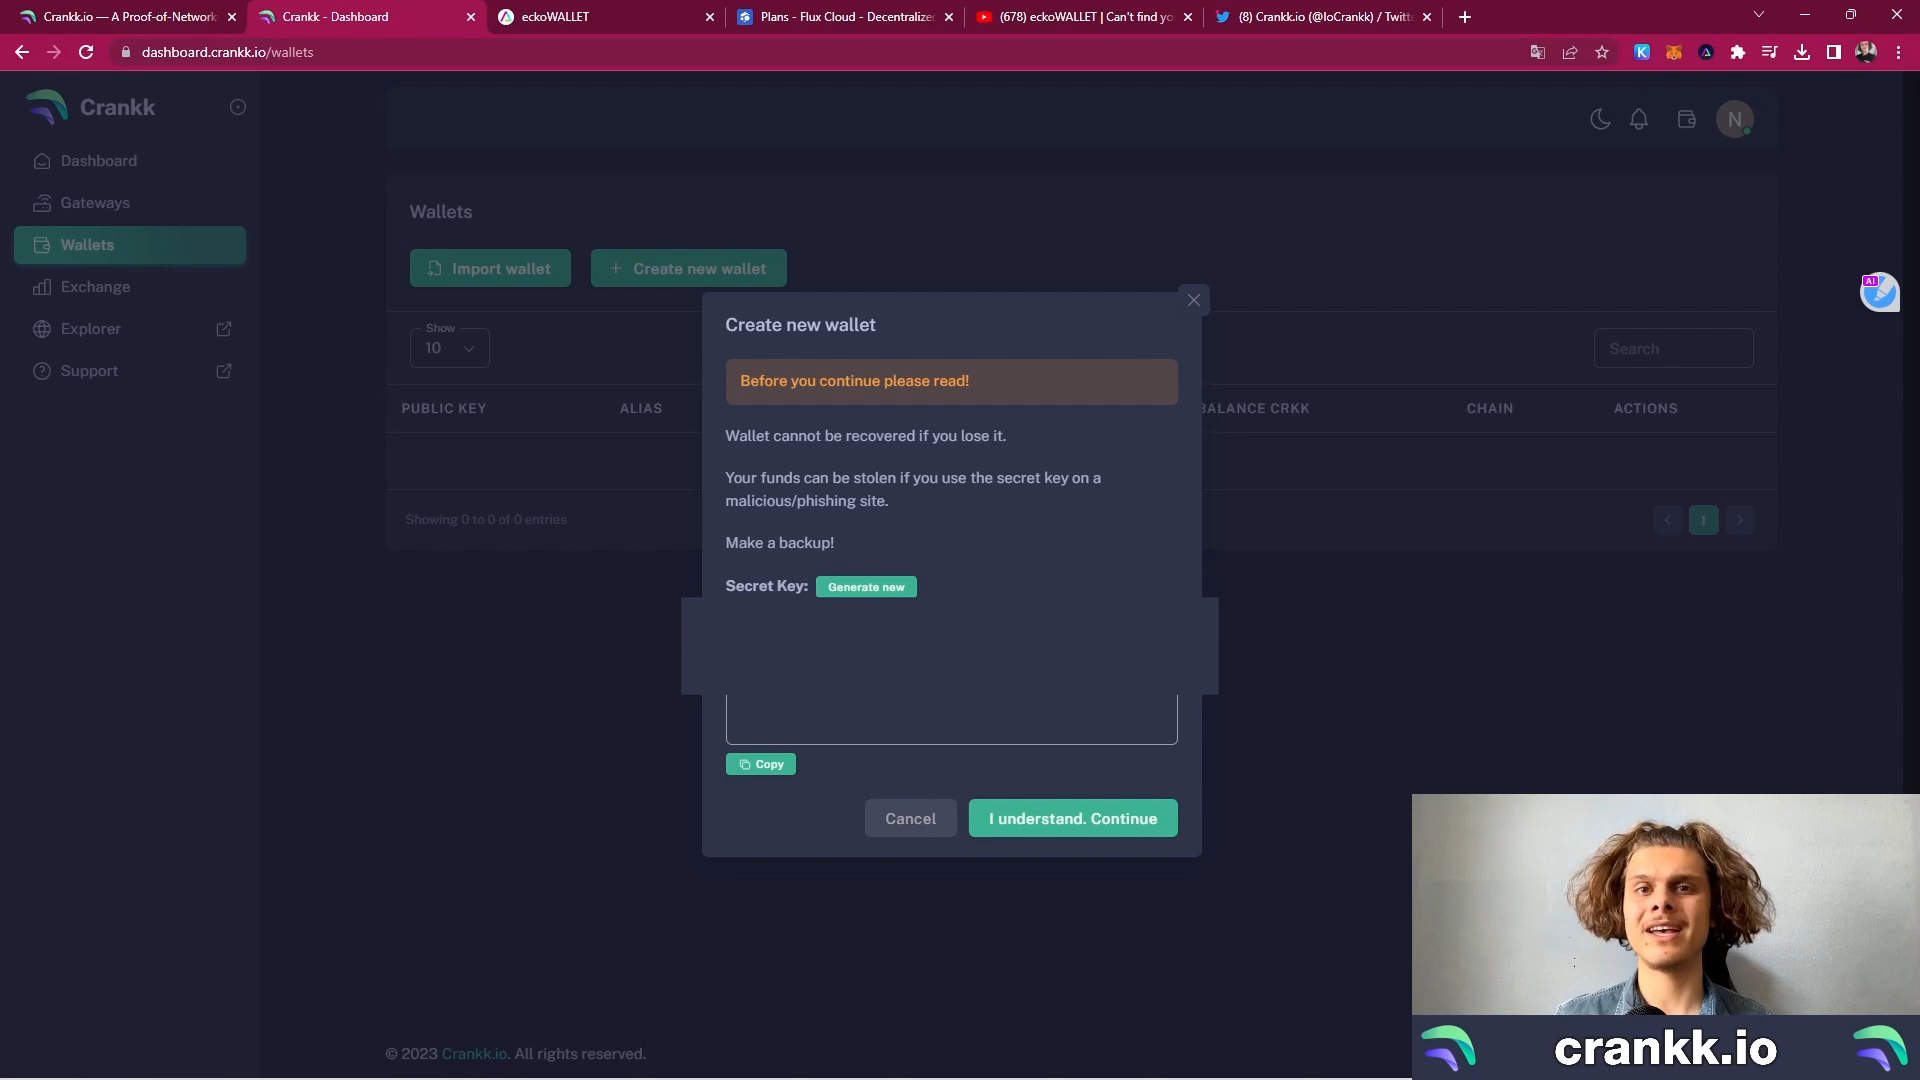 Crankk.io — A Proof-of-Network
Crankk - Dashboard
eckoWALLET
Plans - Flux Cloud - Decentralized
(678) eckoWALLET | Can't find yo
(8) Crankk.io (@IoCrankk) / Twitt
dashboard.crankk.io/wallets
Crankk
N
Dashboard
Gateways
Wallets
Exchange
Explorer
Support
Wallets
Import wallet
Create new wallet
AI
Show
10
Search
PUBLIC KEY
ALIAS
BALANCE CRKK
CHAIN
ACTIONS
Showing 0 to 0 of 0 entries
1
Create new wallet
Before you continue please read!
Wallet cannot be recovered if you lose it.
Your funds can be stolen if you use the secret key on a
malicious/phishing site.
Make a backup!
Secret Key:
Generate new
Copy
Cancel
I understand. Continue
© 2023 Crankk.io. All rights reserved.
crankk.io